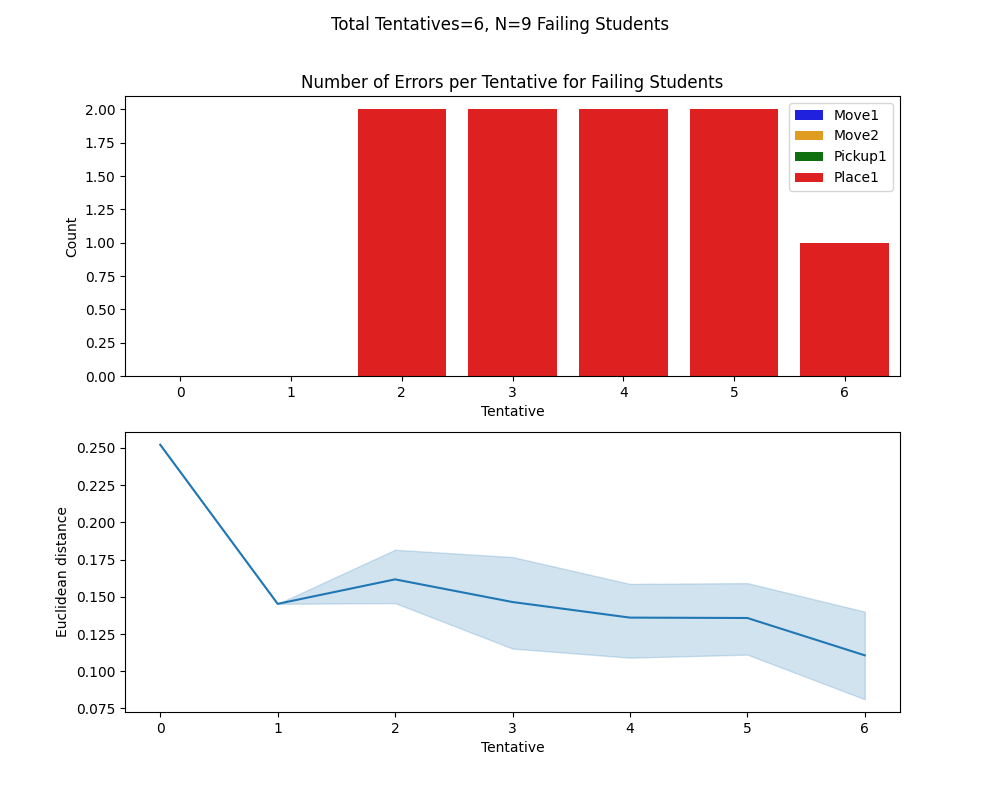 Total Tentatives=6, N=9 Failing Students
Number of Errors per Tentative for Failing Students
2.00
1.75
1.50
1.25
1.00
0.75
0.50
0.25
0.00
Count
Move1
Move2
Pickup1
Place1
0 1 2 3 4 5 6
Tentative
0.250
0.225
0.200
0.175
0.150
0.125
0.100
0.075
Euclidean distance
0 1 2 3 4 5 6
Tentative